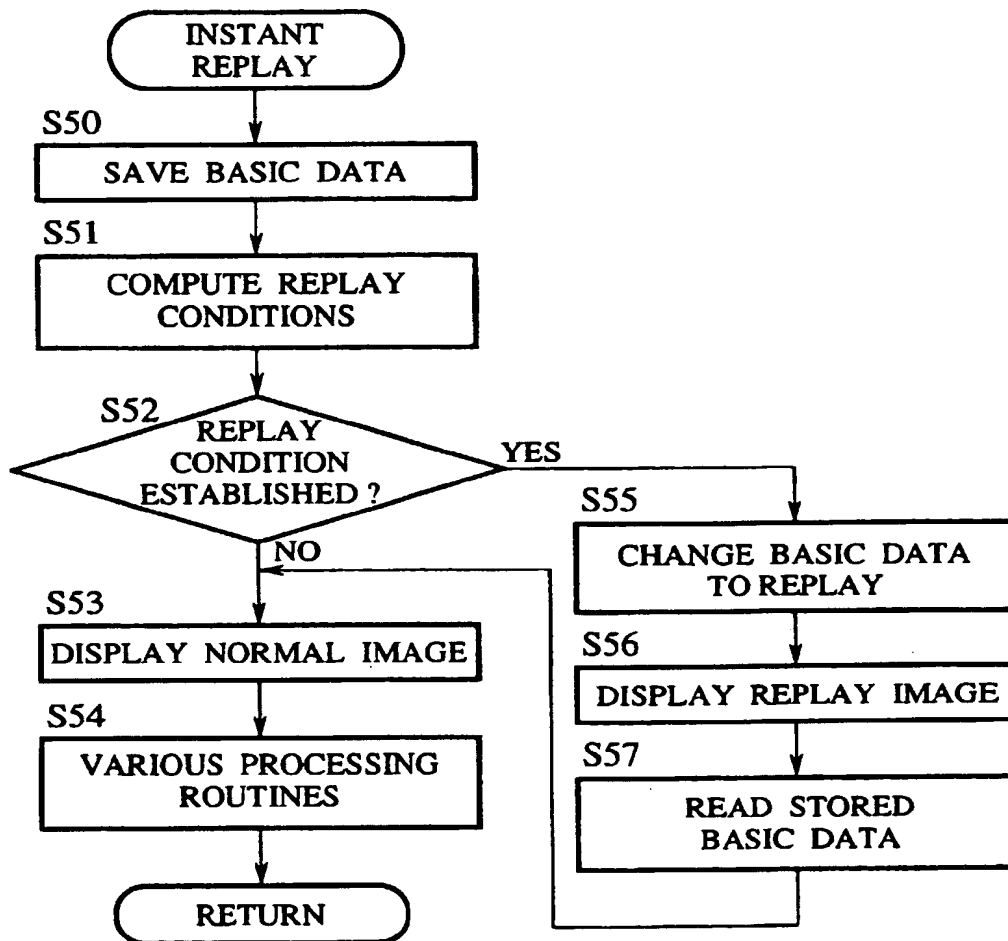 INSTANT
REPLAY
S50
SAVE BASIC DATA
S51
COMPUTE REPLAY
CONDITIONS
S52
REPLAY
CONDITION
ESTABLISHED ?
YES
NO
S53
DISPLAY NORMAL IMAGE
S54
VARIOUS PROCESSING
ROUTINES
RETURN
S55
CHANGE BASIC DATA
TO REPLAY
S56
DISPLAY REPLAY IMAGE
S57
READ STORED
BASIC DATA